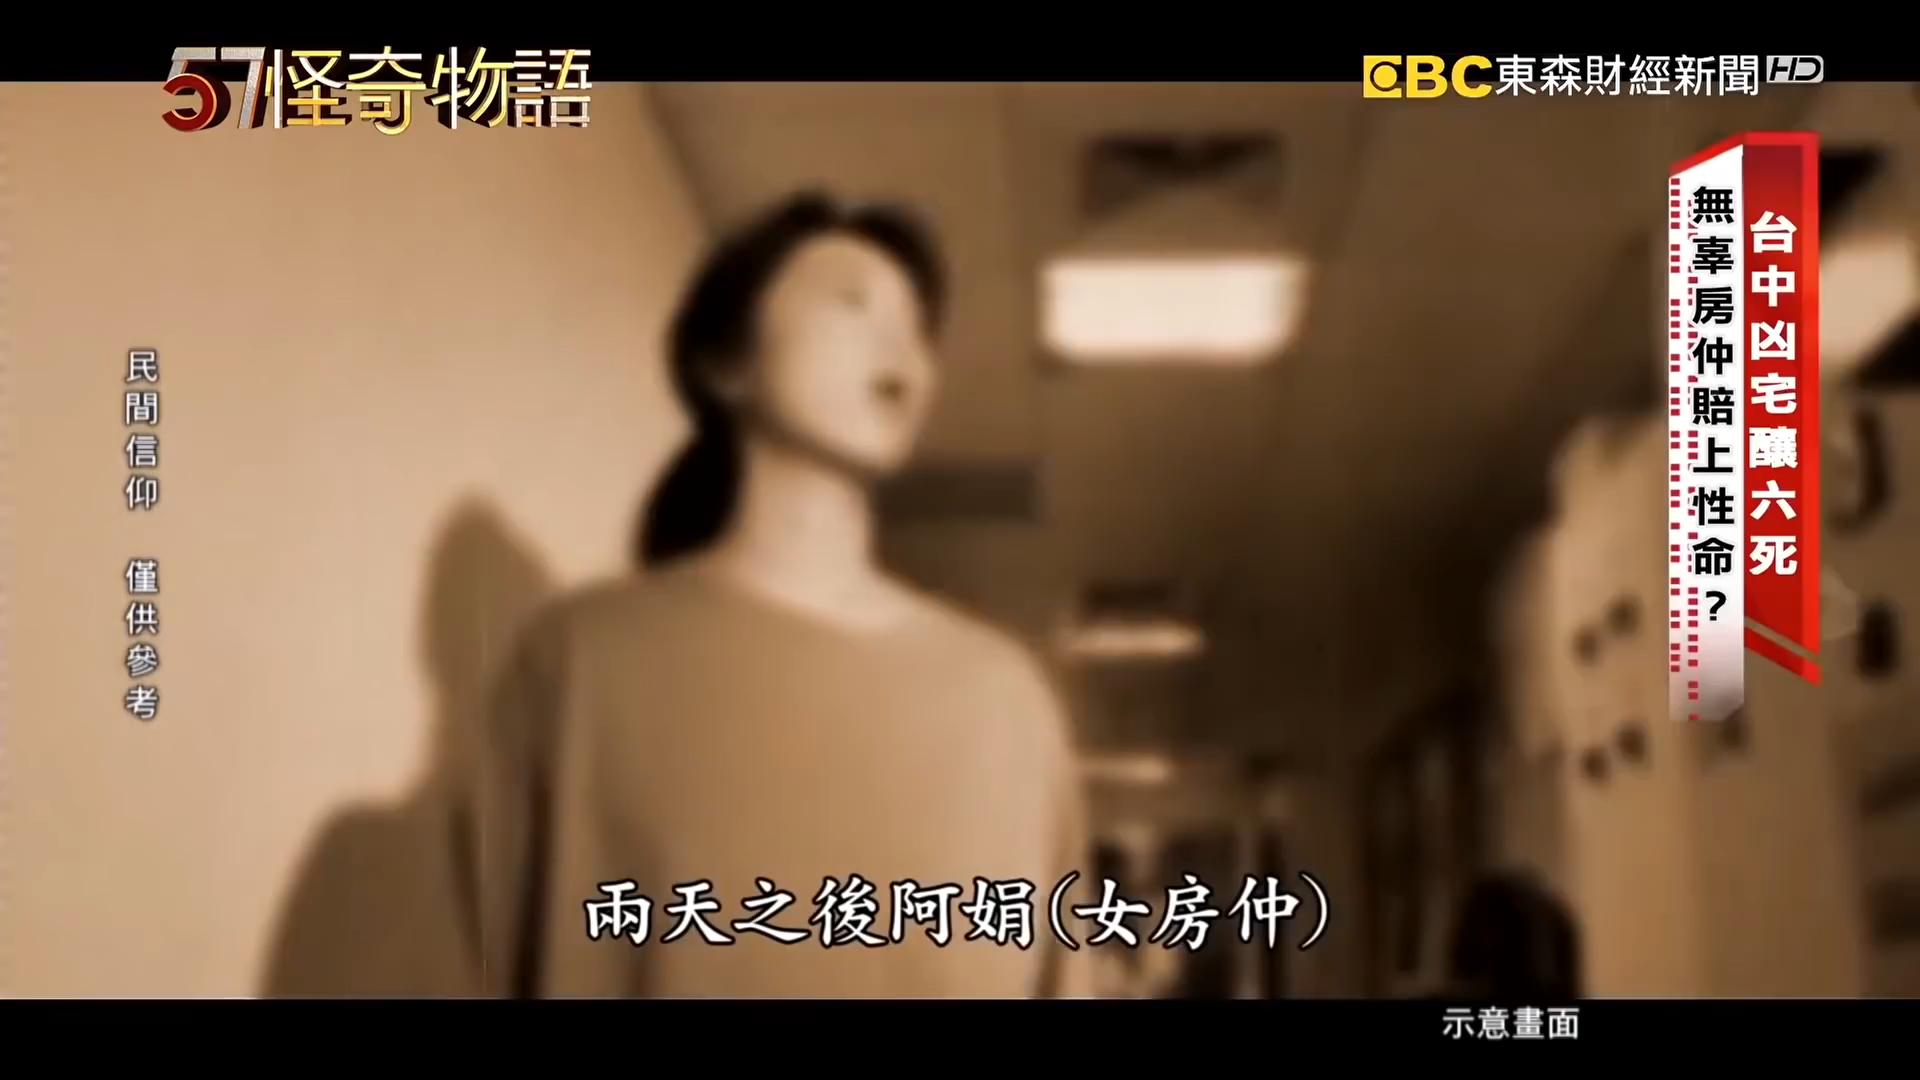 57怪奇物語
EBC東森財經新聞HD
台中凶宅釀六死
無辜房仲賠上性命？
民間信仰 僅供參考
兩天之後阿娟(女房仲)
示意畫面